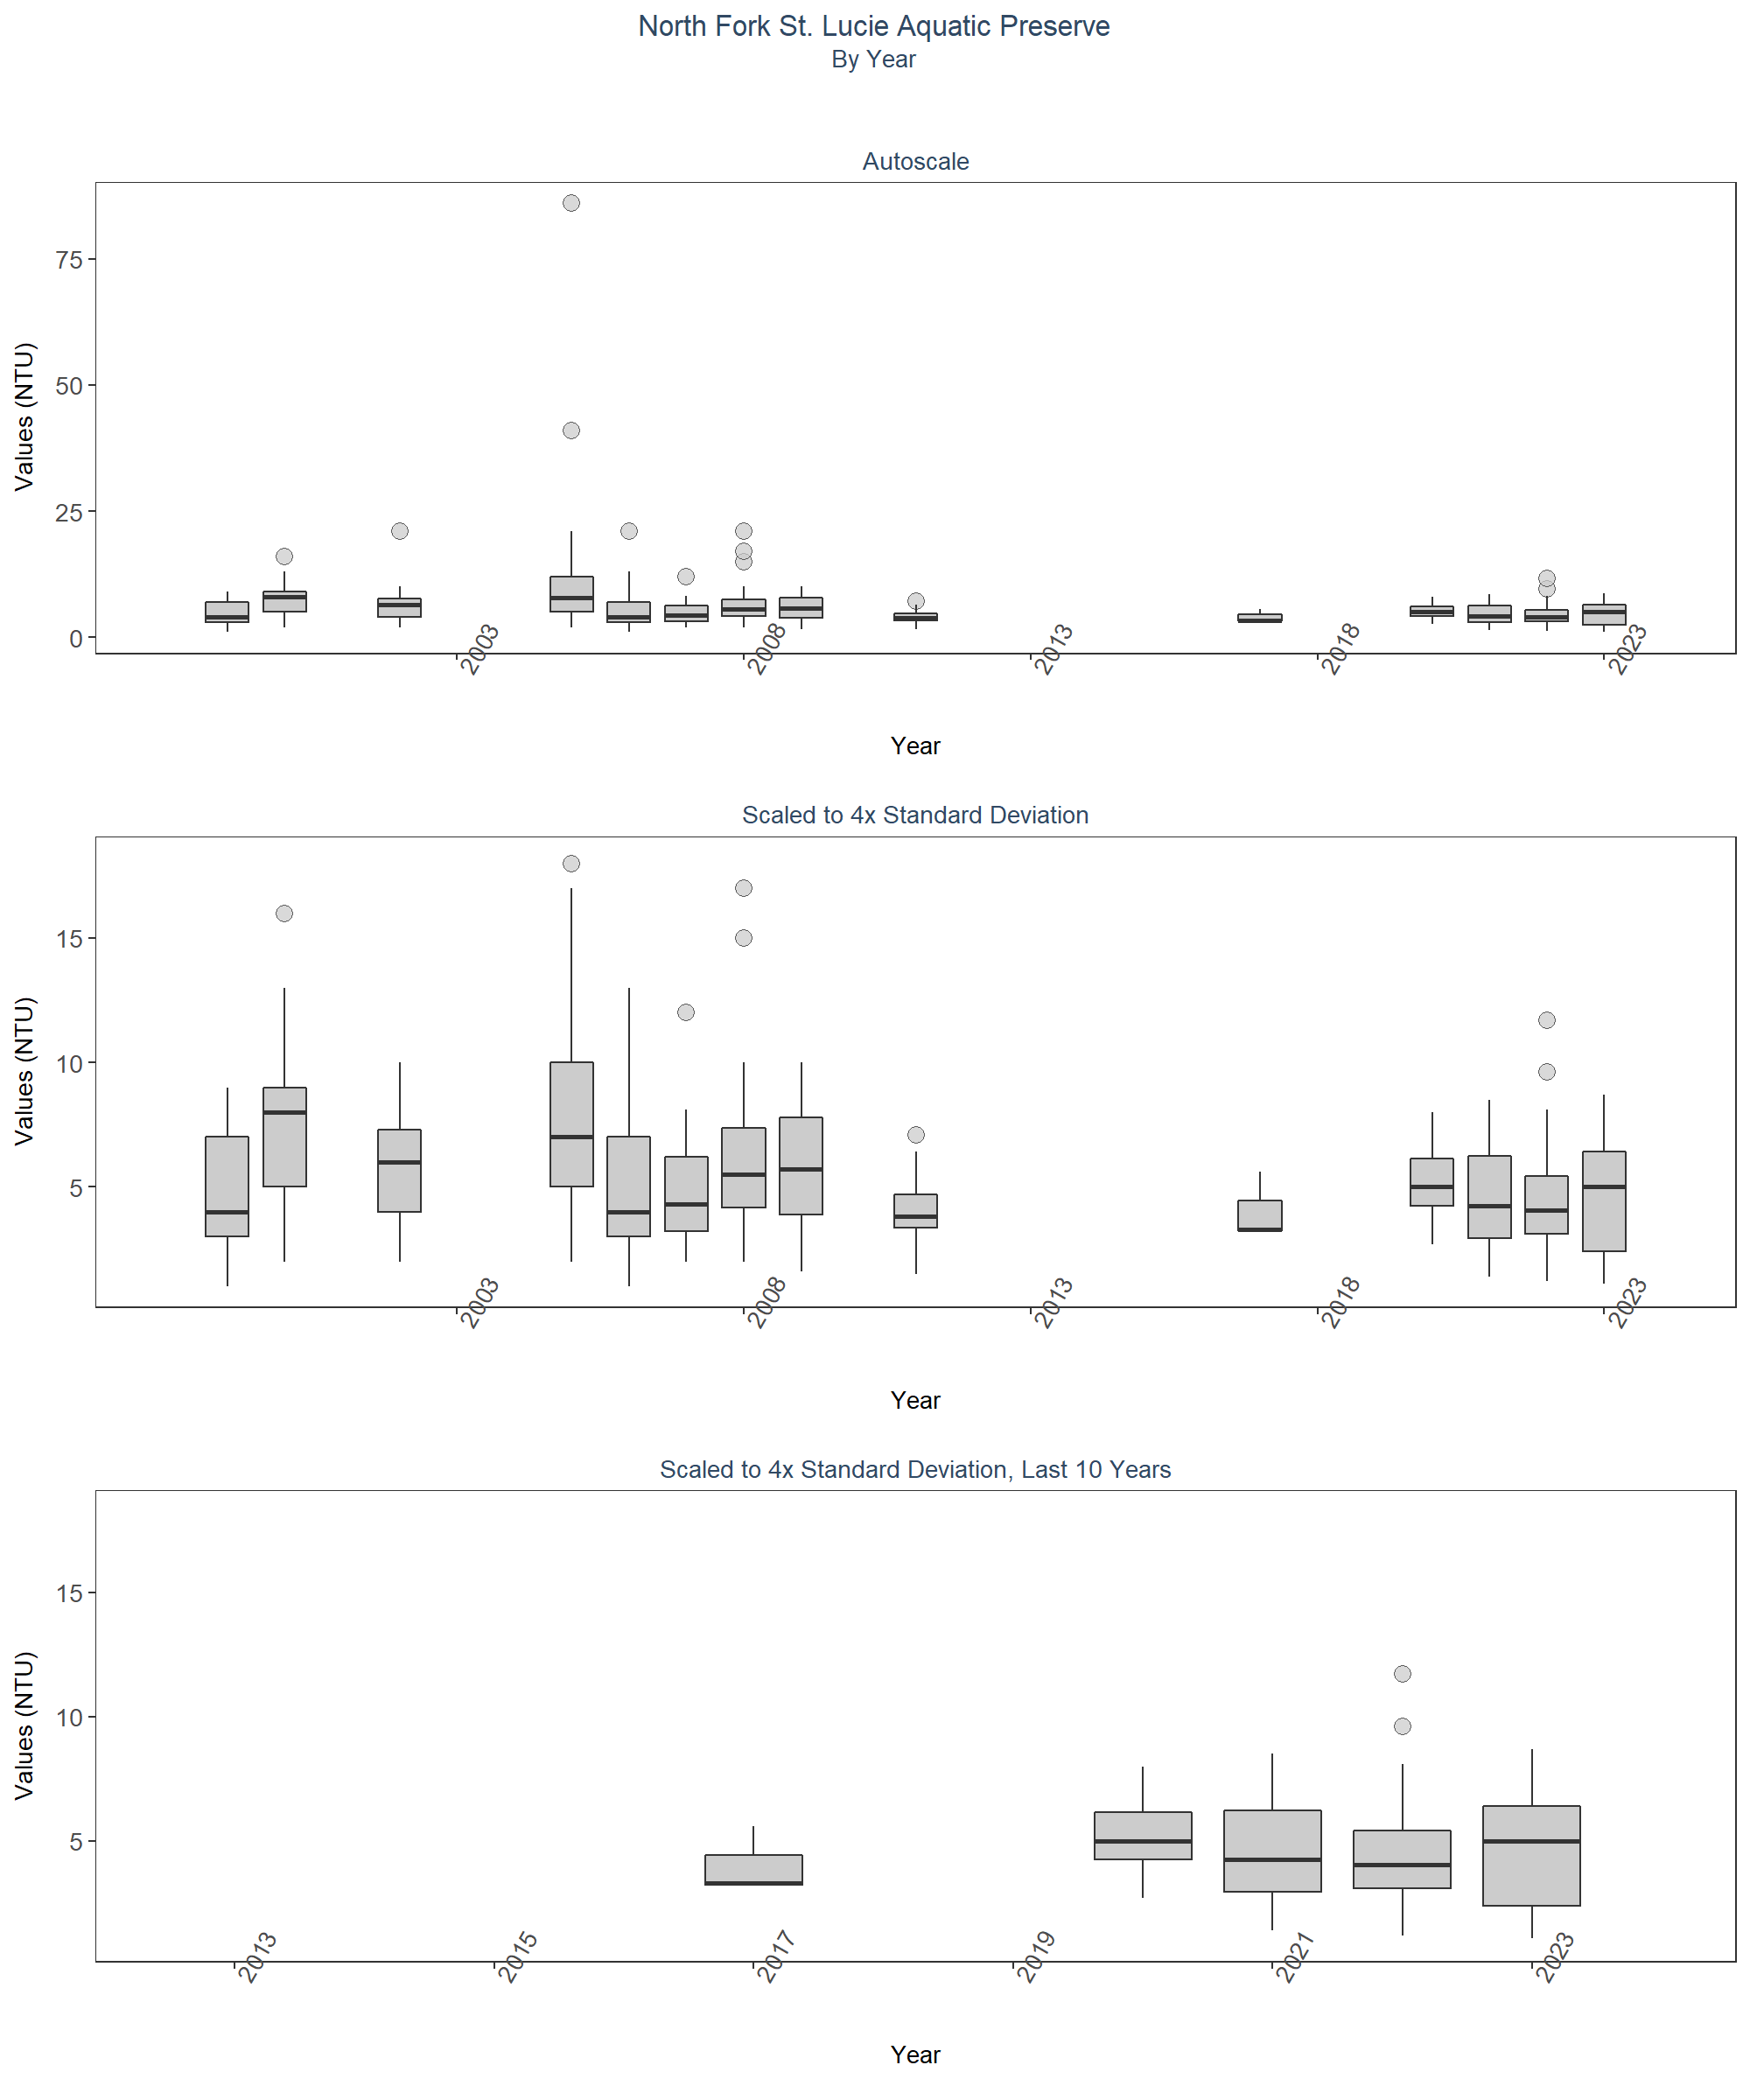 North Fork St. Lucie Aquatic Preserve
By Year
Autoscale
Values (NTU)
75
50
25
0
2003 2008 2013 2018 2023
Year
Scaled to 4x Standard Deviation
Values (NTU)
15
10
5
2003 2008 2013 2018 2023
Year
Scaled to 4x Standard Deviation, Last 10 Years
Values (NTU)
15
10
5
2013 2015 2017 2019 2021 2023
Year